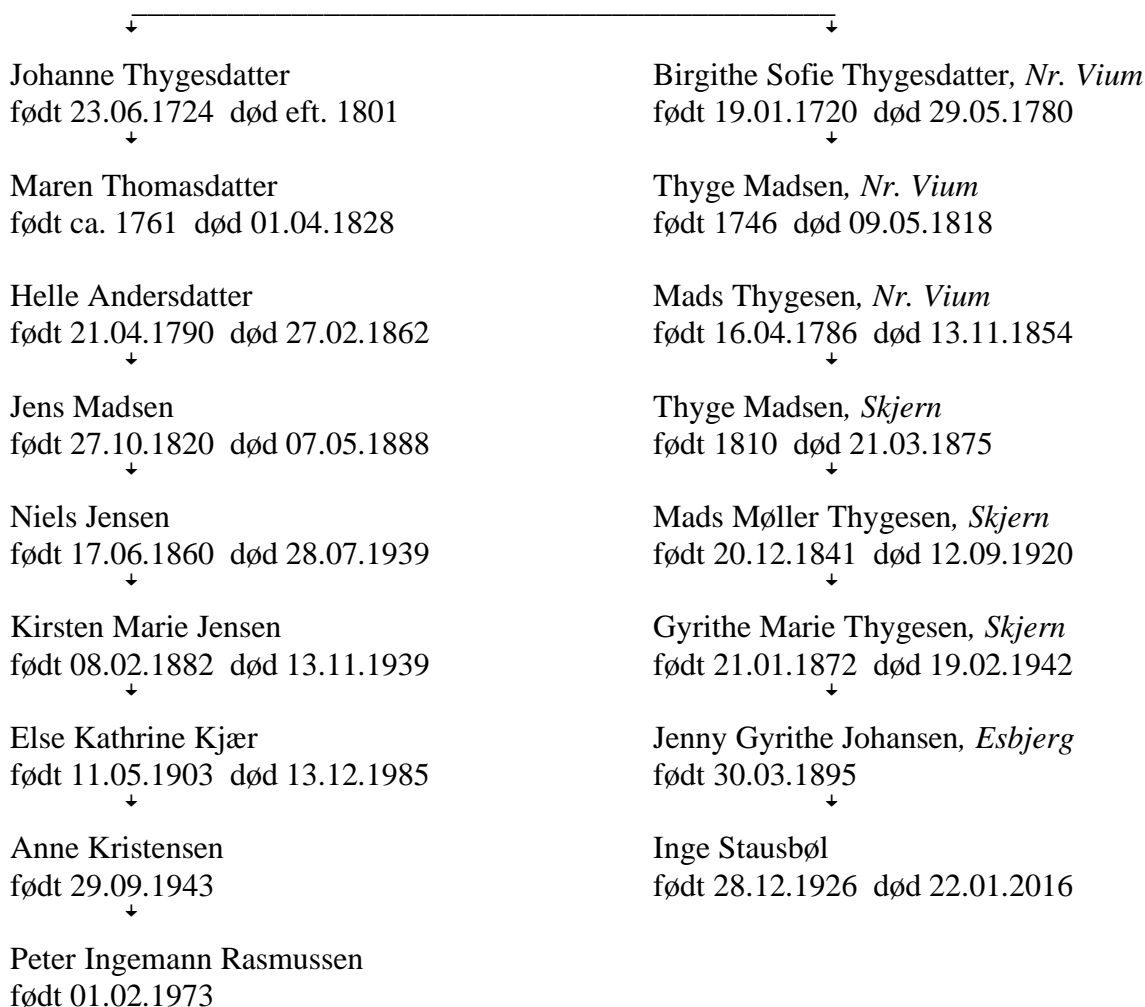 Johanne Thygesdatter
født 23.06.1724 død eft. 1801
Maren Thomasdatter
født ca. 1761 død 01.04.1828
Helle Andersdatter
født 21.04.1790 død 27.02.1862
Jens Madsen
født 27.10.1820 død 07.05.1888
Niels Jensen
født 17.06.1860 død 28.07.1939
Kirsten Marie Jensen
født 08.02.1882 død 13.11.1939
Else Kathrine Kjær
født 11.05.1903 død 13.12.1985
Anne Kristensen
født 29.09.1943
Peter Ingemann Rasmussen
født 01.02.1973
Birgithe Sofie Thygesdatter, Nr. Vium
født 19.01.1720 død 29.05.1780
Thyge Madsen, Nr. Vium
født 1746 død 09.05.1818
Mads Thygesen, Nr. Vium
født 16.04.1786 død 13.11.1854
Thyge Madsen, Skjern
født 1810 død 21.03.1875
Mads Møller Thygesen, Skjern
født 20.12.1841 død 12.09.1920
Gyrithe Marie Thygesen, Skjern
født 21.01.1872 død 19.02.1942
Jenny Gyrithe Johansen, Esbjerg
født 30.03.1895
Inge Stausbøl
født 28.12.1926 død 22.01.2016